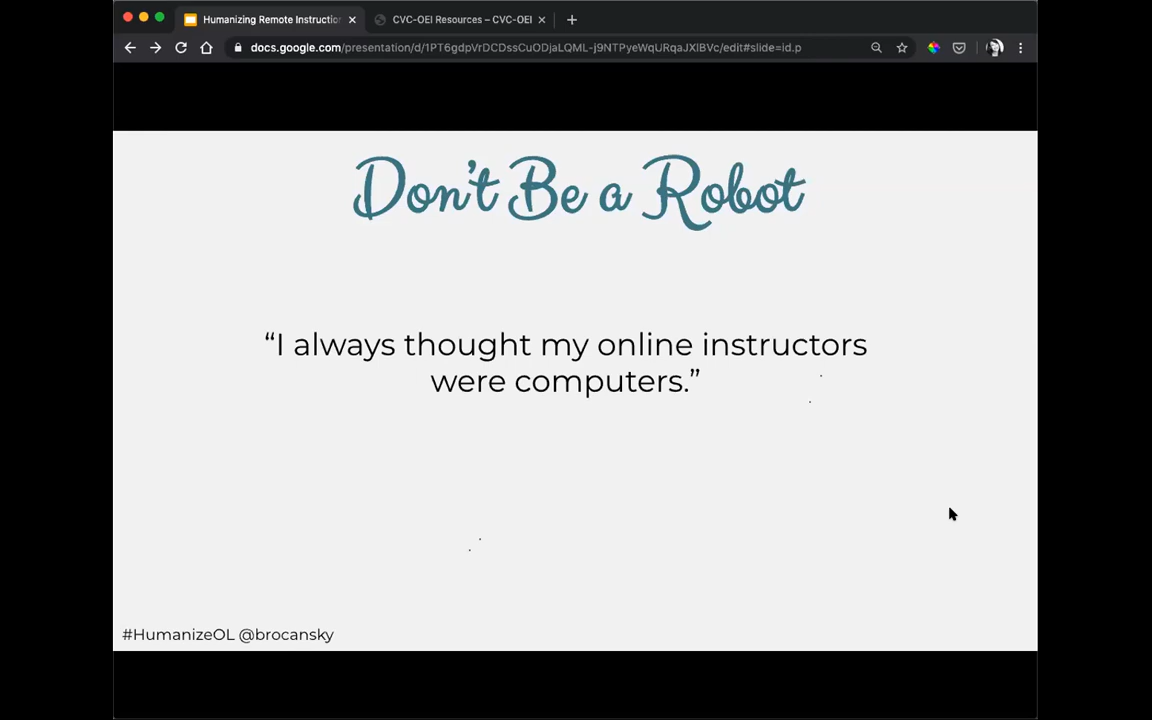 Humanizing Remote Instructio
CVC-OEI Resources – CVC-OEI
docs.google.com/presentation/d/1PT6gdpVrDCDssCuODjaLQML-j9NTPyeWqURqaJXlBVc/edit#slide=id.p
Don't Be a Robot
“I always thought my online instructors
were computers.”
#HumanizeOL @brocansky